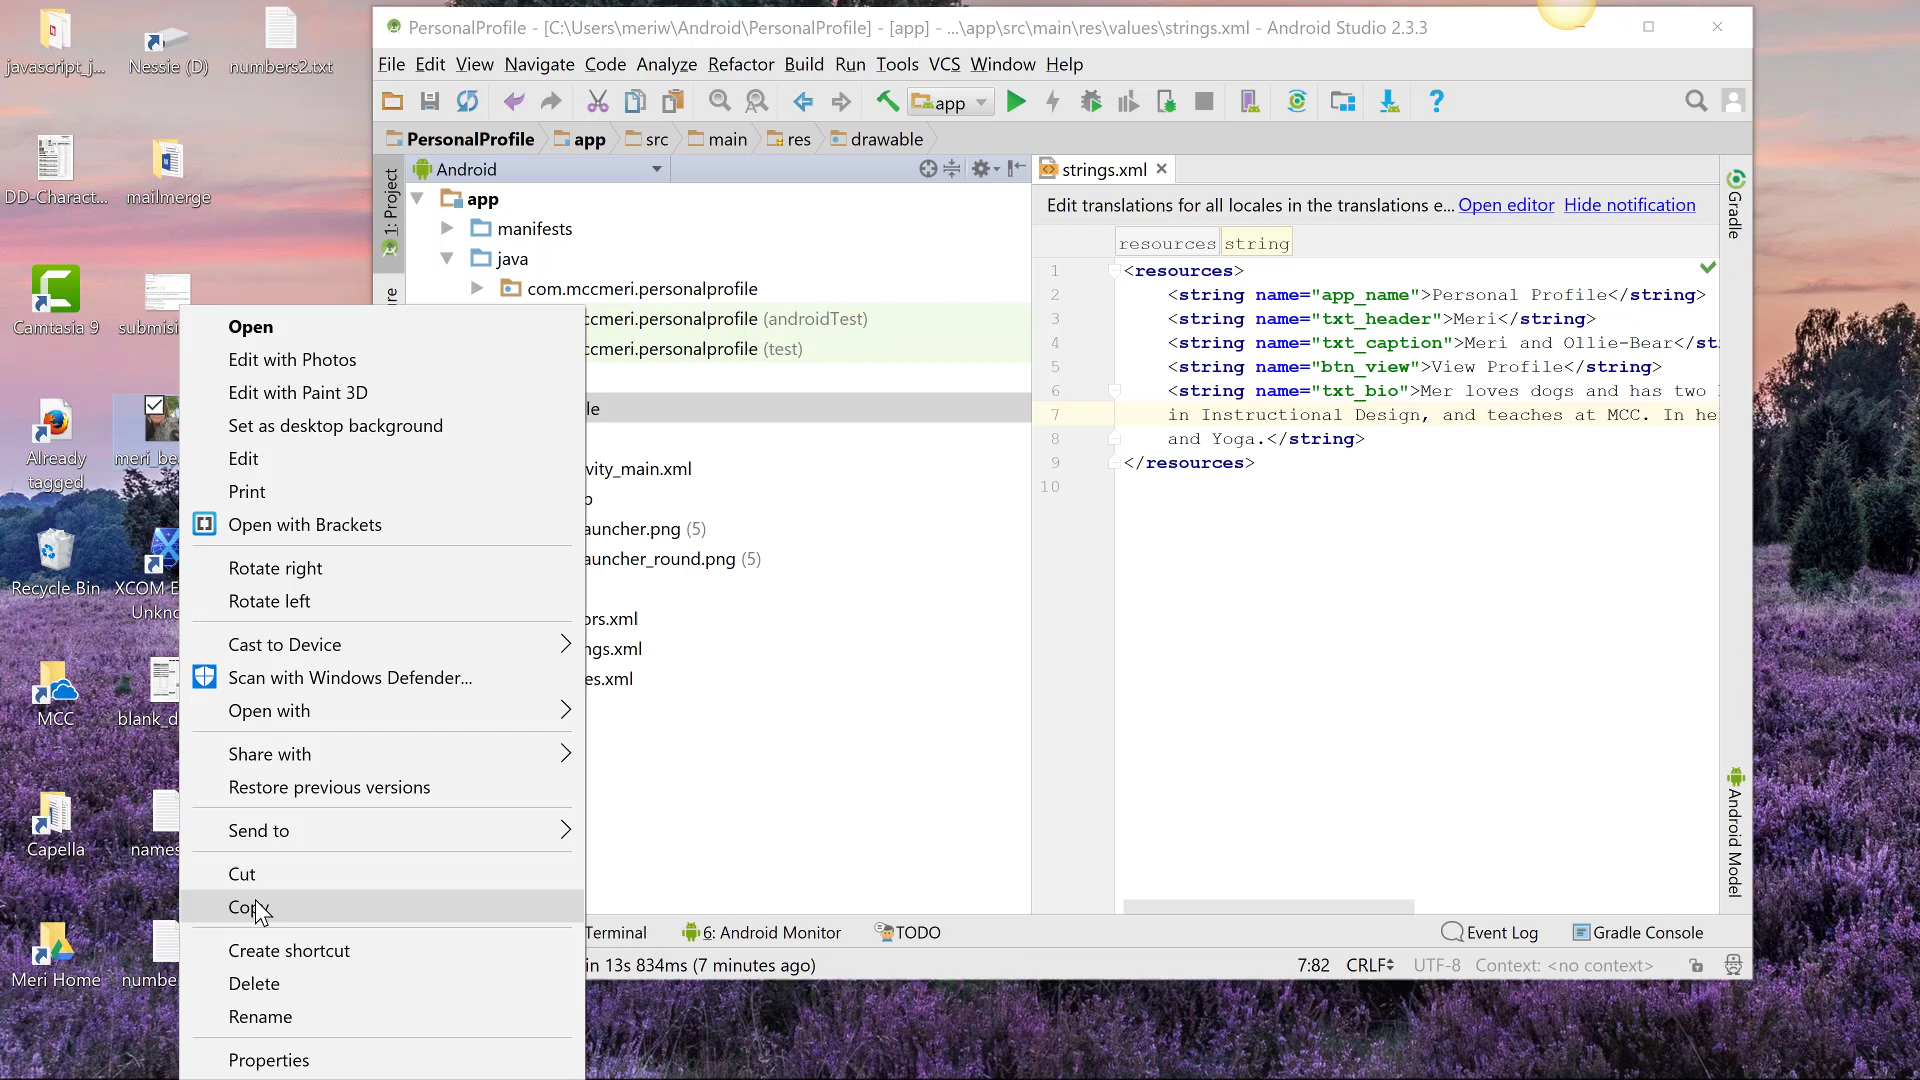 javascript_j...
Nessie (D)
numbers2.txt
DD-Charact...
mailmerge
Camtasia 9
submisi
Already
tagged
meri_be
Recycle Bin
XCOM E
Unkno
MCC
blank_d
Capella
names
Meri Home
numbe
PersonalProfile - [C:\Users\meriw\Android\PersonalProfile] - [app] - ...\app\src\main\res\values\strings.xml - Android Studio 2.3.3
File Edit View Navigate Code Analyze Refactor Build Run Tools VCS Window Help
app
PersonalProfile app src main res drawable
1: Project
Android
app
manifests
java
com.mccmeri.personalprofile
ccmeri.personalprofile (androidTest)
ccmeri.personalprofile (test)
le
vity_main.xml
auncher.png (5)
auncher_round.png (5)
ors.xml
ngs.xml
es.xml
Open
Edit with Photos
Edit with Paint 3D
Set as desktop background
Edit
Print
Open with Brackets
Rotate right
Rotate left
Cast to Device
Scan with Windows Defender...
Open with
Share with
Restore previous versions
Send to
Cut
Copy
Create shortcut
Delete
Rename
Properties
strings.xml
Edit translations for all locales in the translations e... Open editor Hide notification
resources string
1 <resources>
2 <string name="app_name">Personal Profile</string>
3 <string name="txt_header">Meri</string>
4 <string name="txt_caption">Meri and Ollie-Bear</st
5 <string name="btn_view">View Profile</string>
6 <string name="txt_bio">Mer loves dogs and has two
7 in Instructional Design, and teaches at MCC. In he
8 and Yoga.</string>
9 </resources>
10
Gradle
Android Model
Terminal 6: Android Monitor TODO Event Log Gradle Console
in 13s 834ms (7 minutes ago) 7:82 CRLF UTF-8 Context: <no context>